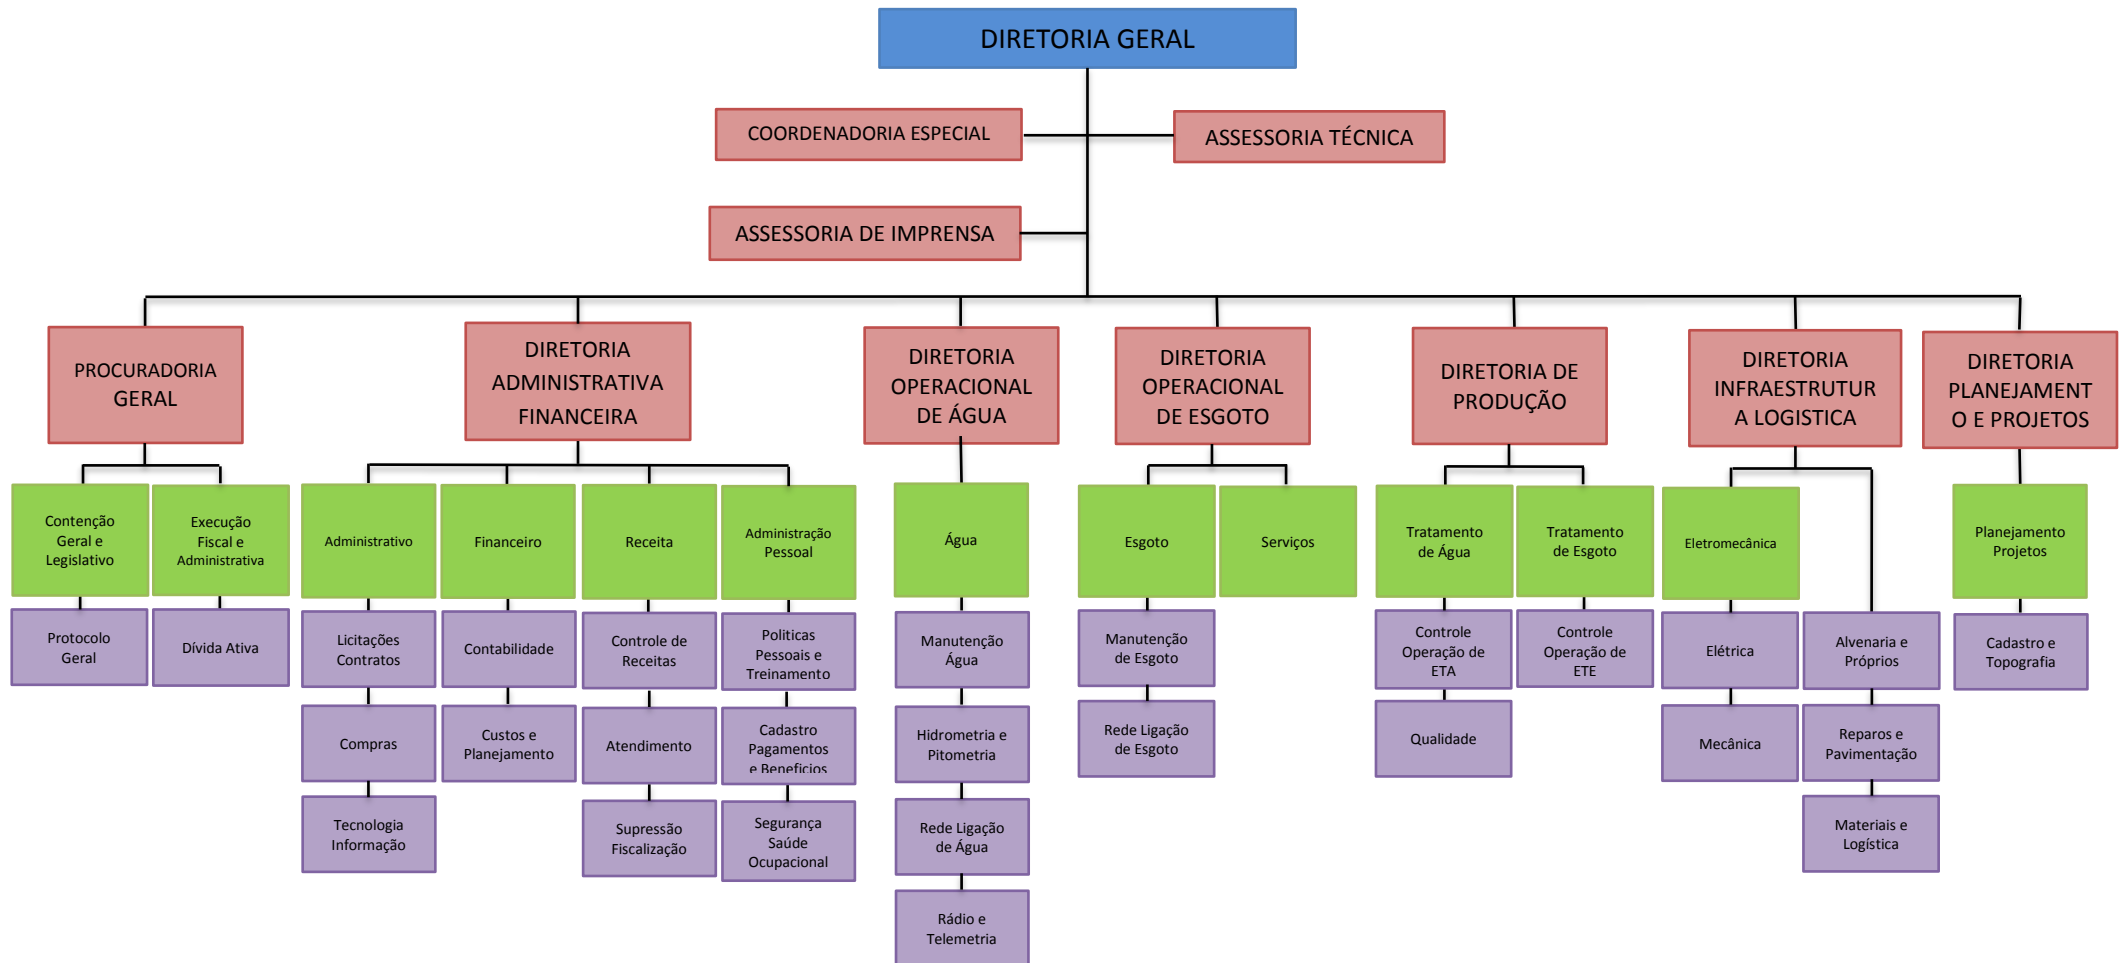 DIRETORIA GERAL
COORDENADORIA ESPECIAL
ASSESSORIA TÉCNICA
ASSESSORIA DE IMPRENSA
PROCURADORIA
GERAL
DIRETORIA
ADMINISTRATIVA
FINANCEIRA
DIRETORIA
OPERACIONAL
DE ÁGUA
DIRETORIA
OPERACIONAL
DE ESGOTO
DIRETORIA DE
PRODUÇÃO
DIRETORIA
INFRAESTRUTUR
A LOGISTICA
DIRETORIA
PLANEJAMENT
O E PROJETOS
Contenção
Geral e
Legislativo
Execução
Fiscal e
Administrativa
Administrativo
Financeiro
Receita
Administração
Pessoal
Água
Esgoto
Serviços
Tratamento
de Água
Tratamento
de Esgoto
Eletromecânica
Planejamento
Projetos
Protocolo
Geral
Dívida Ativa
Licitações
Contratos
Contabilidade
Controle de
Receitas
Politicas
Pessoais e
Treinamento
Manutenção
Água
Manutenção
de Esgoto
Controle
Operação de
ETA
Controle
Operação de
ETE
Elétrica
Alvenaria e
Próprios
Cadastro e
Topografia
Compras
Custos e
Planejamento
Atendimento
Cadastro
Pagamentos
e Beneficios
Hidrometria e
Pitometria
Rede Ligação
de Esgoto
Qualidade
Mecânica
Reparos e
Pavimentação
Tecnologia
Informação
Supressão
Fiscalização
Segurança
Saúde
Ocupacional
Rede Ligação
de Água
Materiais e
Logística
Rádio e
Telemetria